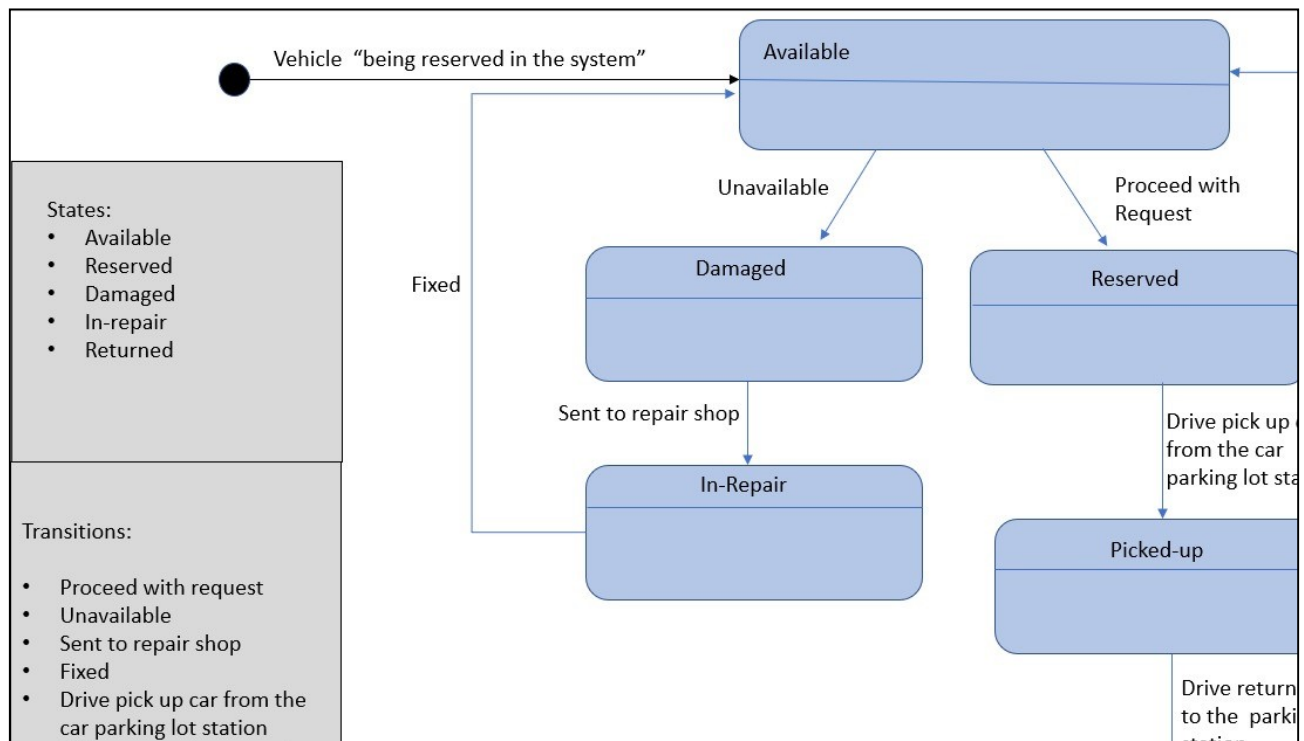 Vehicle “being reserved in the system”
Available
Unavailable
Proceed with
Request
States:
• Available
• Reserved
• Damaged
• In-repair
• Returned
Fixed
Damaged
Reserved
Sent to repair shop
Drive pick up
from the car
parking lot
In-Repair
Picked-up
Transitions:
• Proceed with request
• Unavailable
• Sent to repair shop
• Fixed
• Drive pick up car from the
car parking lot station
Drive return
to the